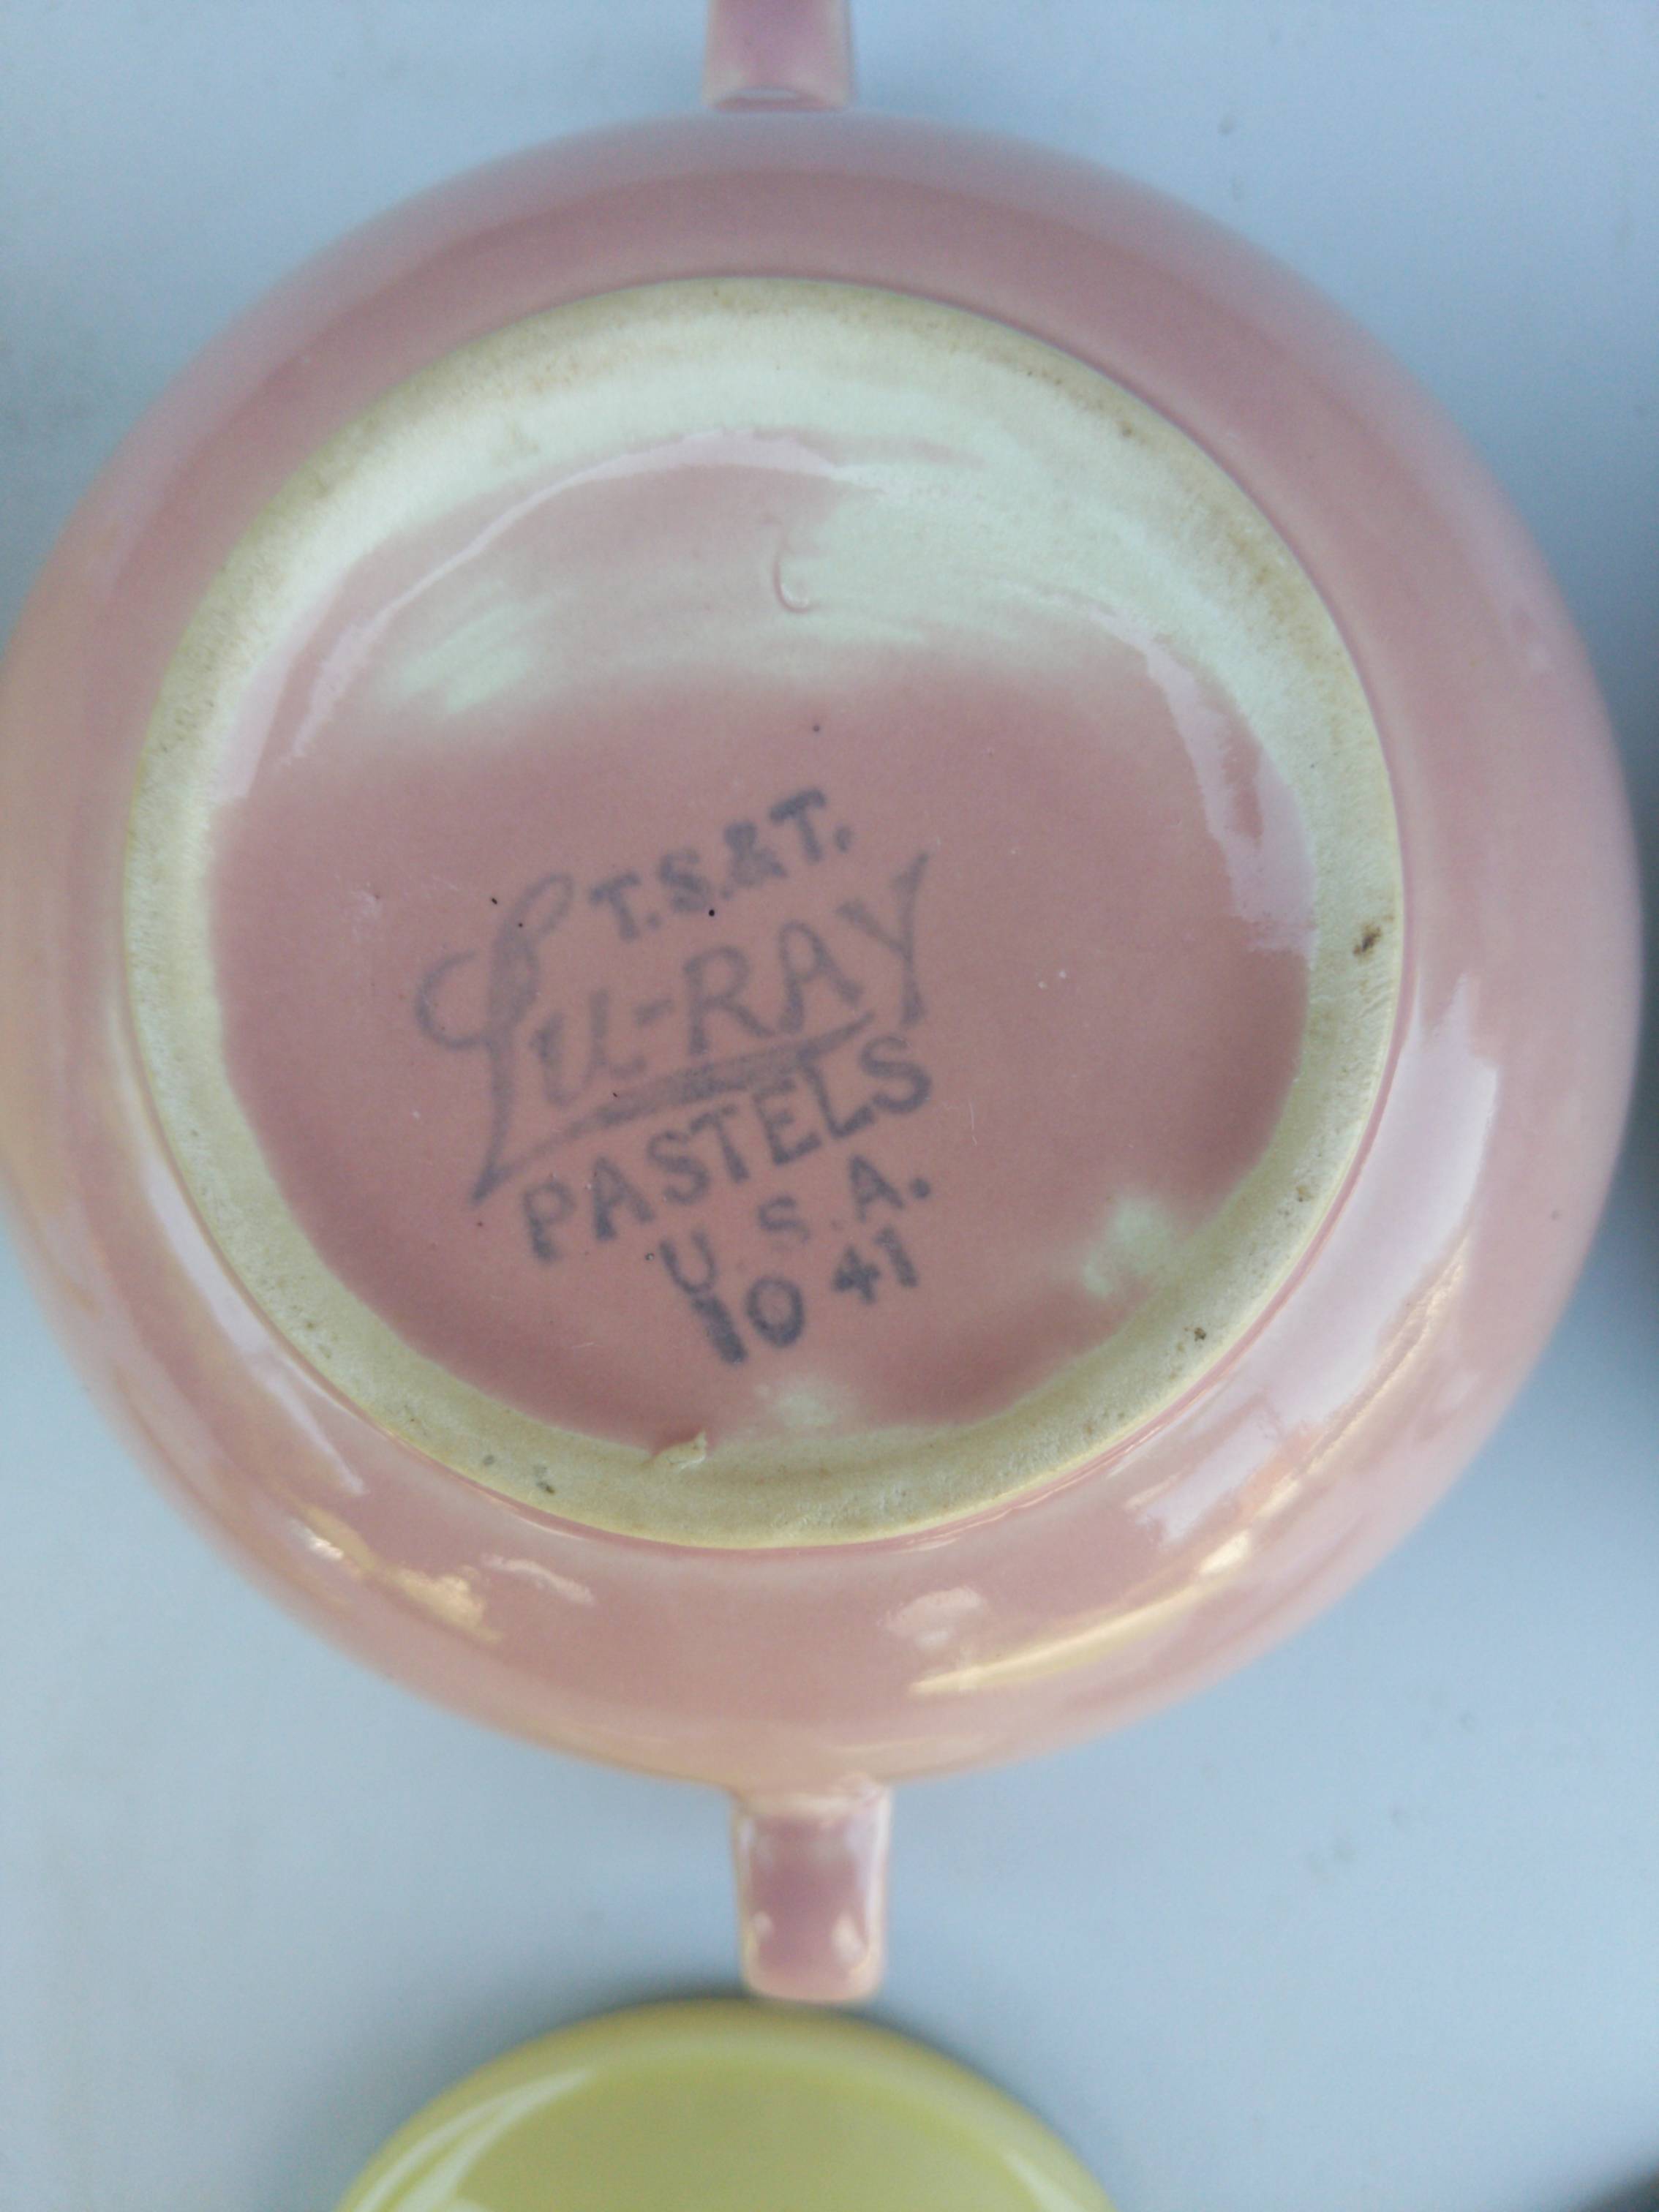 T.S.&T.
Lu-RAY
PASTELS
U.S.A.
10 41